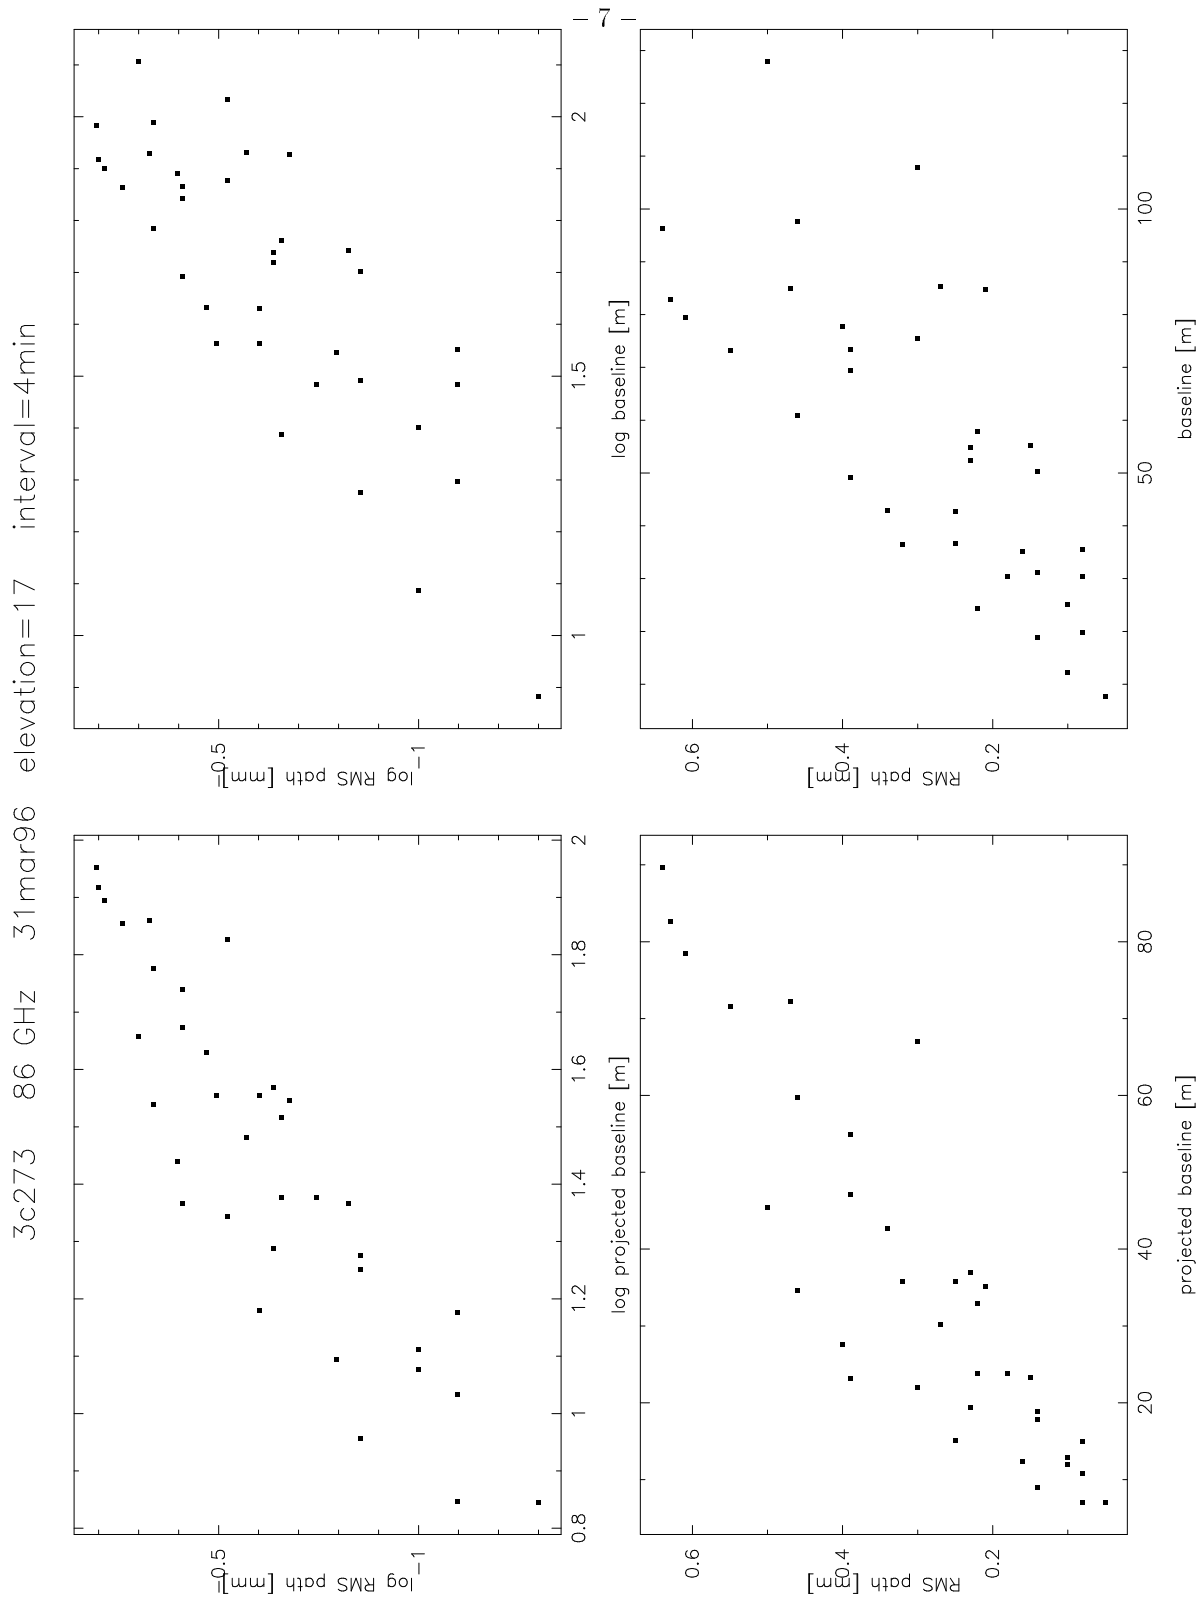 – 7 –
3c273 86 GHz 31mar96 elevation=17 interval=4min
log RMS path [mm]
−0.5
−1
0.8
1
1.2
1.4
1.6
1.8
2
log projected baseline [m]
log RMS path [mm]
−0.5
−1
1
1.5
2
log baseline [m]
RMS path [mm]
0.6
0.4
0.2
20
40
60
80
projected baseline [m]
RMS path [mm]
0.6
0.4
0.2
50
100
baseline [m]